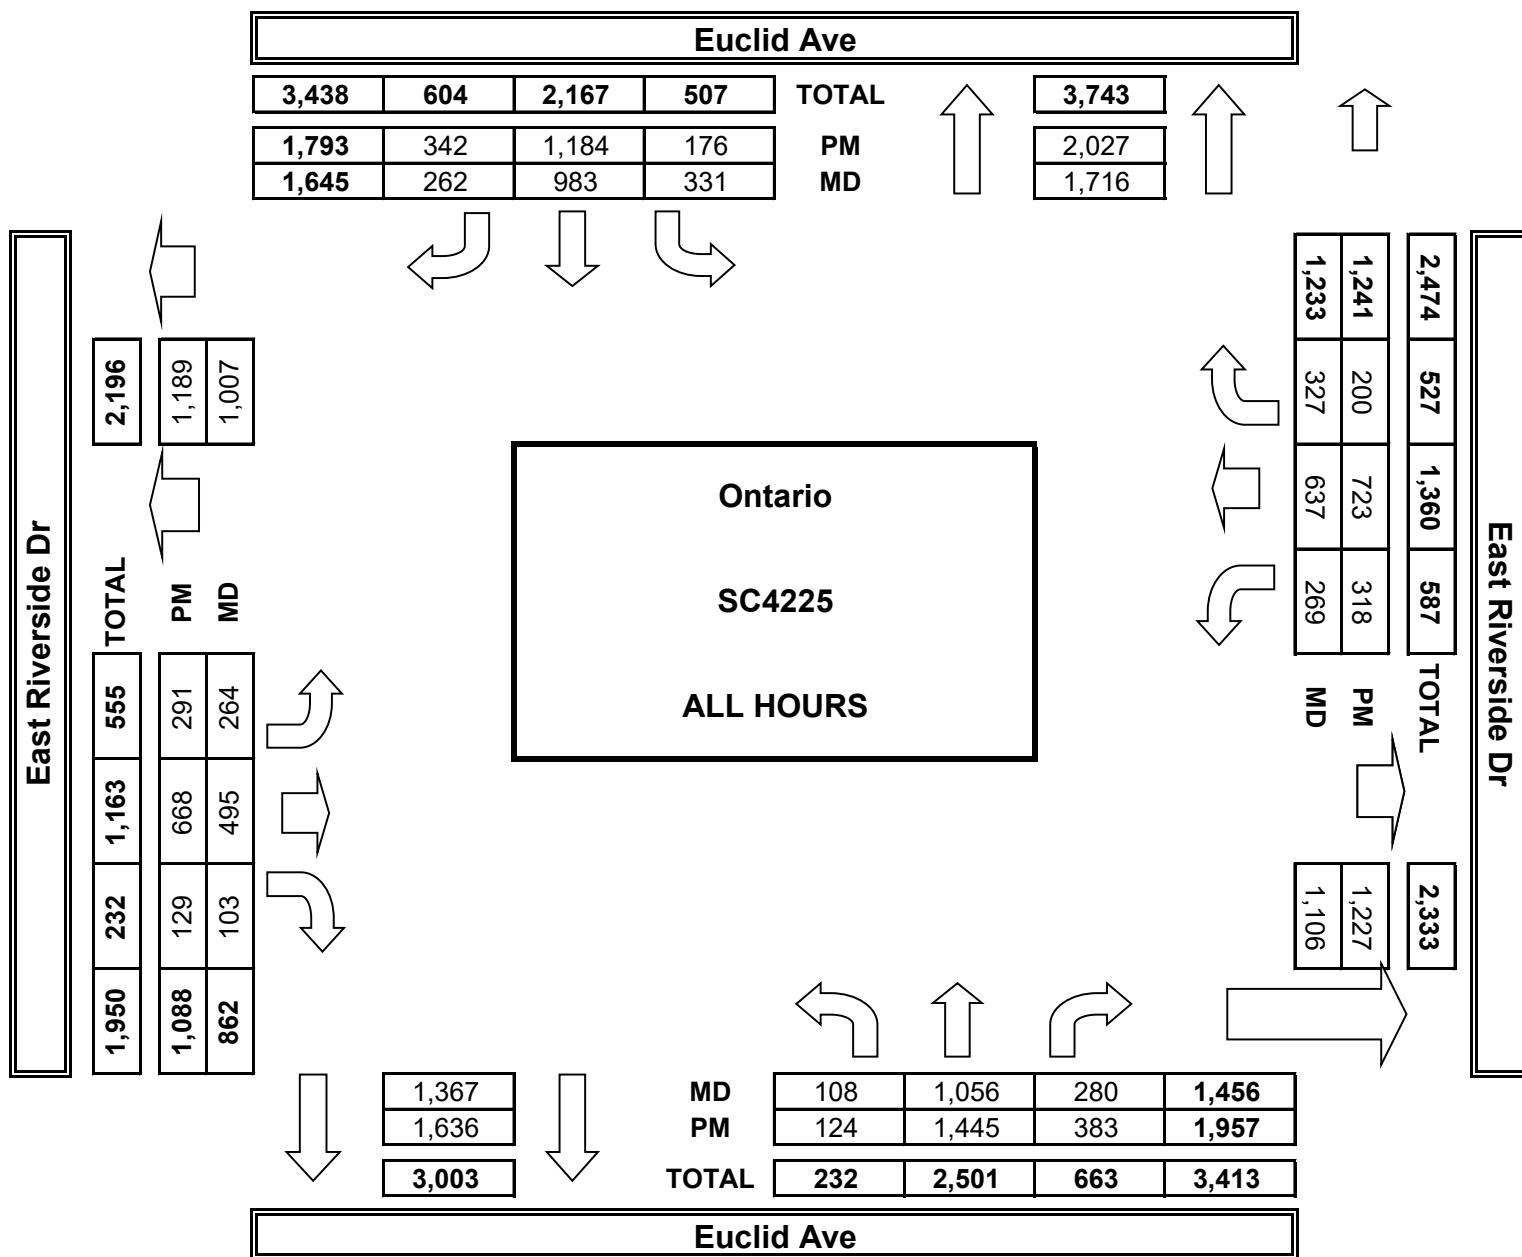 Euclid Ave
3,438 604 2,167 507 TOTAL 3,743
1,793 342 1,184 176 PM 2,027
1,645 262 983 331 MD 1,716
East Riverside Dr
2,196
1,189
1,007
TOTAL
PM
MD
1,950 232 1,163 555
1,088 129 668 291
862 103 495 264
Ontario
SC4225
ALL HOURS
2,474 527 1,360 587 TOTAL 2,333
1,241 200 723 318 PM 1,227
1,233 327 637 269 MD 1,106
East Riverside Dr
1,367 MD 108 1,056 280 1,456
1,636 PM 124 1,445 383 1,957
3,003 TOTAL 232 2,501 663 3,413
Euclid Ave